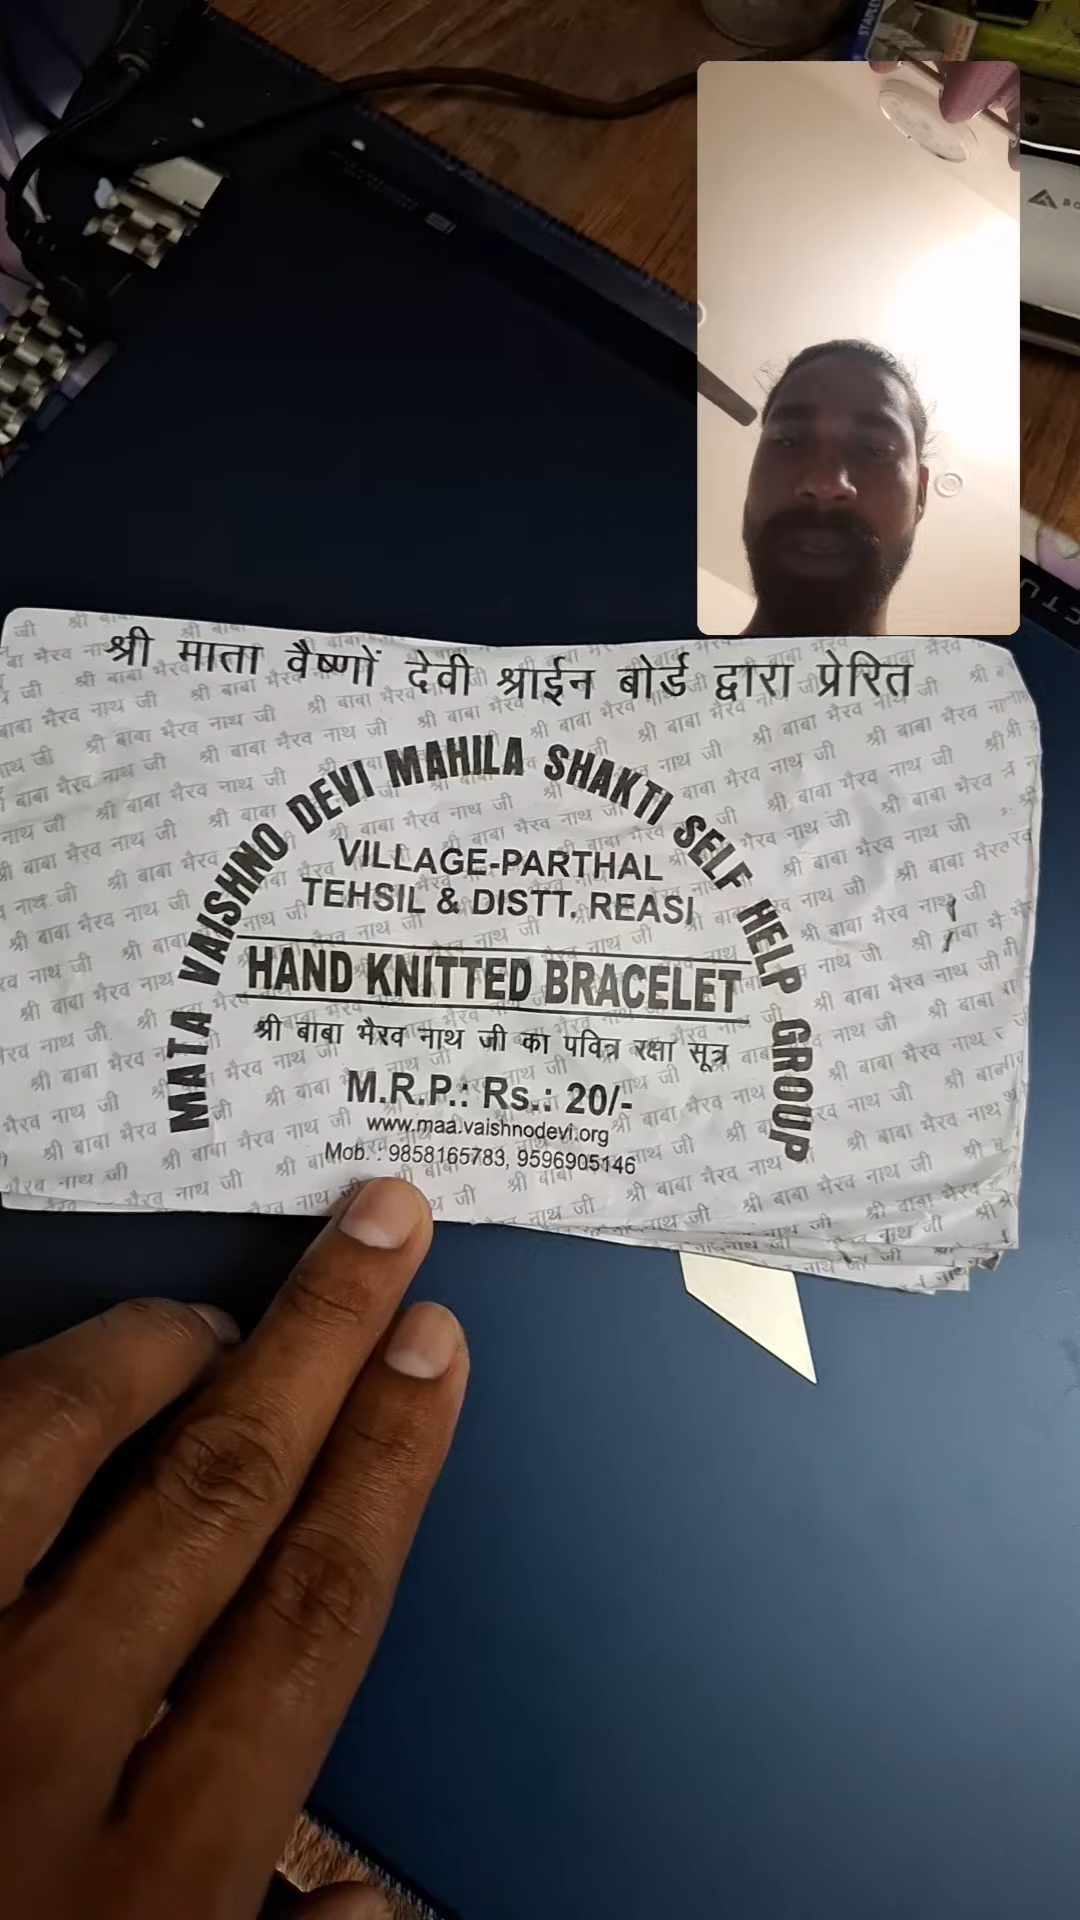 श्री माता वैष्णों देवी श्राईन बोर्ड द्वारा प्रेरित
MATA VAISHNO DEVI MAHILA SHAKTI SELF HELP GROUP
VILLAGE-PARTHAL
TEHSIL & DISTT. REASI
HAND KNITTED BRACELET
श्री बाबा भैरव नाथ जी का पवित्र रक्षा सूत्र
M.R.P.: Rs.: 20/-
www.maa.vaishnodevi.org
Mob. : 9858165783, 9596905146
श्री बाबा भैरव नाथ जी